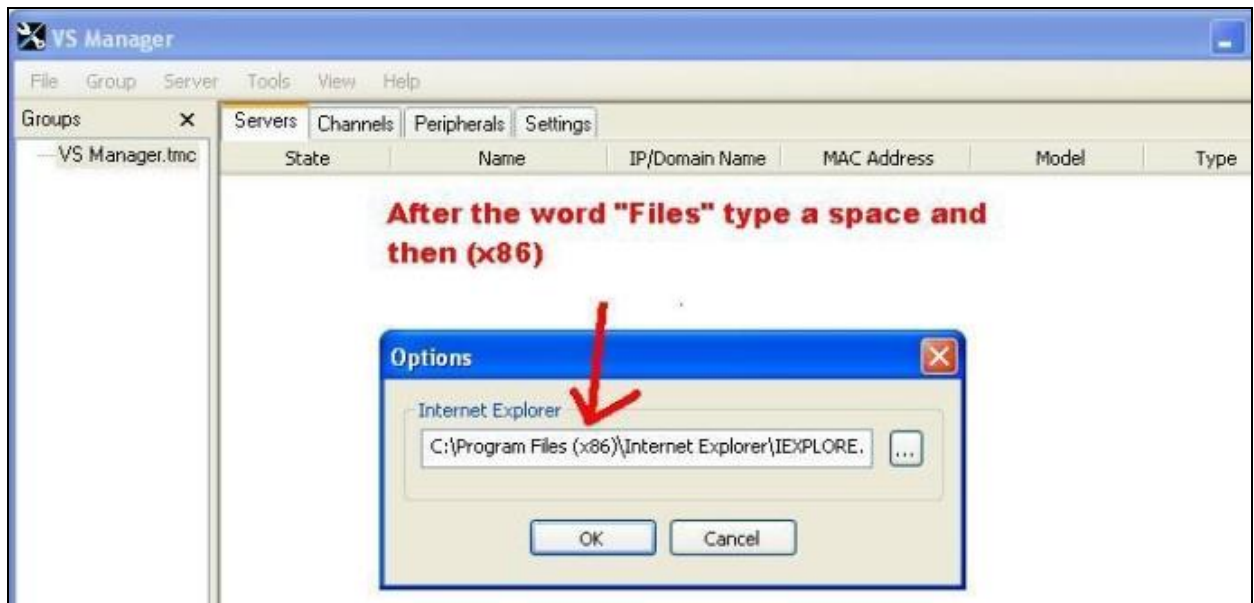 VS Manager
File Group Server Tools View Help
Groups
Servers Channels Peripherals Settings
VS Manager.tmc
State Name IP/Domain Name MAC Address Model Type
After the word "Files" type a space and
then (x86)
Options
Internet Explorer
C:\Program Files (x86)\Internet Explorer\IEXPLORE.
...
OK Cancel